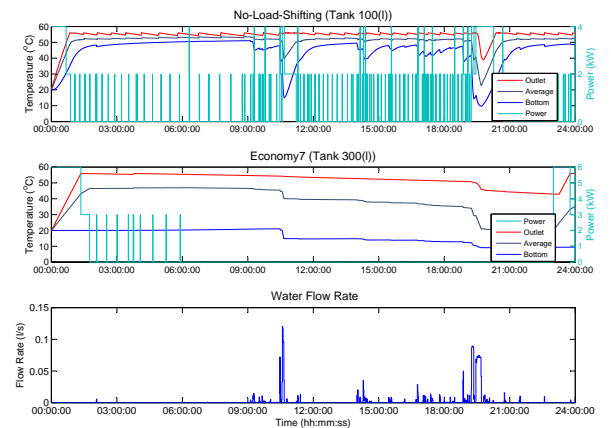 No-Load-Shifting (Tank 100(l))
Temperature (°C)
60
50
40
30
20
10
0
Power (kW)
4
3
2
1
0
Outlet
Average
Bottom
Power
00:00:00 03:00:00 06:00:00 09:00:00 12:00:00 15:00:00 18:00:00 21:00:00 24:00:00
Economy7 (Tank 300(l))
Temperature (°C)
60
50
40
30
20
10
0
Power (kW)
6
5
4
3
2
1
0
Power
Outlet
Average
Bottom
00:00:00 03:00:00 06:00:00 09:00:00 12:00:00 15:00:00 18:00:00 21:00:00 24:00:00
Water Flow Rate
Flow Rate (l/s)
0.15
0.1
0.05
0
00:00:00 03:00:00 06:00:00 09:00:00 12:00:00 15:00:00 18:00:00 21:00:00 24:00:00
Time (hh:mm:ss)